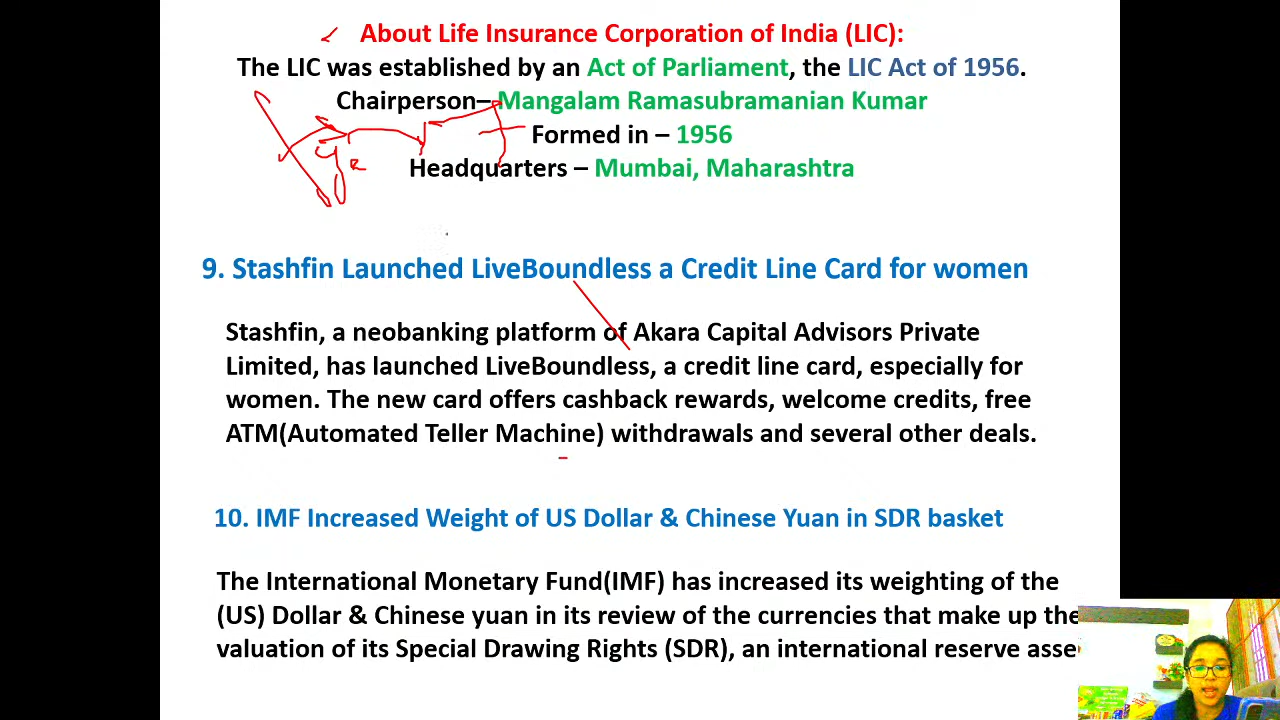 About Life Insurance Corporation of India (LIC):
The LIC was established by an Act of Parliament, the LIC Act of 1956.
Chairperson– Mangalam Ramasubramanian Kumar
Formed in – 1956
Headquarters – Mumbai, Maharashtra
9. Stashfin Launched LiveBoundless a Credit Line Card for women
Stashfin, a neobanking platform of Akara Capital Advisors Private
Limited, has launched LiveBoundless, a credit line card, especially for
women. The new card offers cashback rewards, welcome credits, free
ATM(Automated Teller Machine) withdrawals and several other deals.
10. IMF Increased Weight of US Dollar & Chinese Yuan in SDR basket
The International Monetary Fund(IMF) has increased its weighting of the
(US) Dollar & Chinese yuan in its review of the currencies that make up the
valuation of its Special Drawing Rights (SDR), an international reserve asse